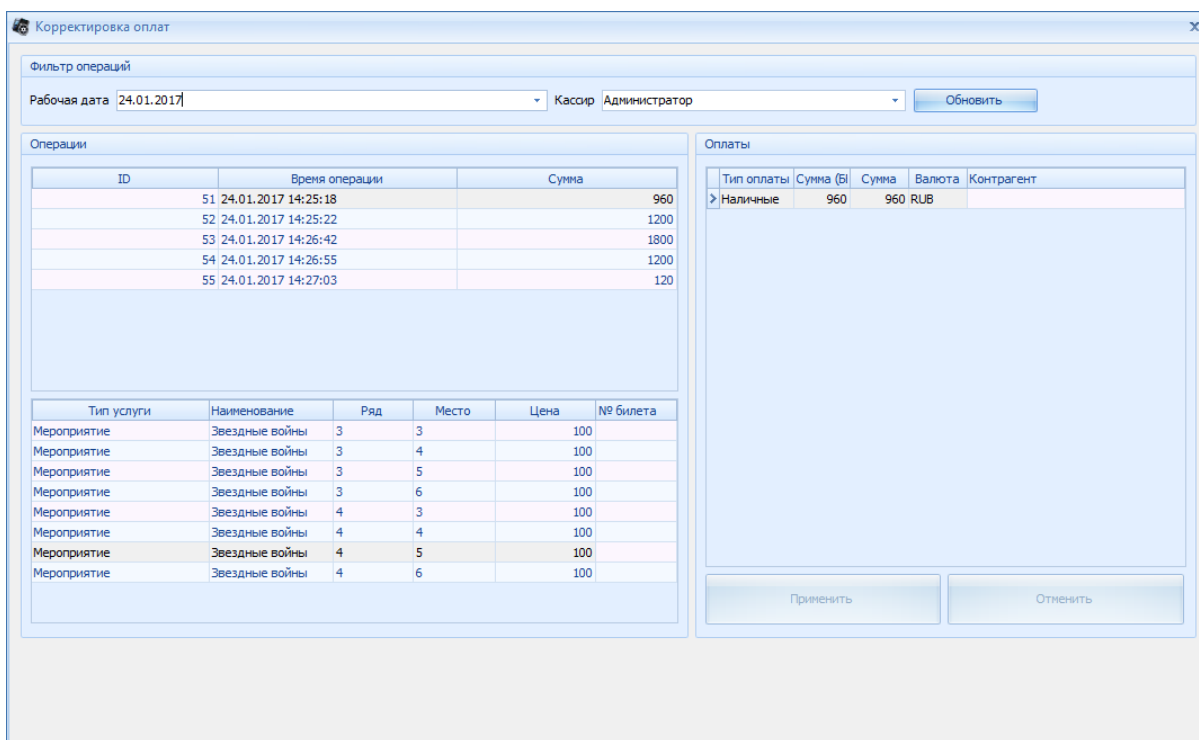 Корректировка оплат
Фильтр операций
Рабочая дата 24.01.2017 Кассир Администратор Обновить
Операции
ID Время операции Сумма
51 24.01.2017 14:25:18 960
52 24.01.2017 14:25:22 1200
53 24.01.2017 14:26:42 1800
54 24.01.2017 14:26:55 1200
55 24.01.2017 14:27:03 120
Тип услуги Наименование Ряд Место Цена № билета
Мероприятие Звездные войны 3 3 100
Мероприятие Звездные войны 3 4 100
Мероприятие Звездные войны 3 5 100
Мероприятие Звездные войны 3 6 100
Мероприятие Звездные войны 4 3 100
Мероприятие Звездные войны 4 4 100
Мероприятие Звездные войны 4 5 100
Мероприятие Звездные войны 4 6 100
Оплаты
Тип оплаты Сумма (БІ Сумма Валюта Контрагент
Наличные 960 960 RUB
Применить Отменить